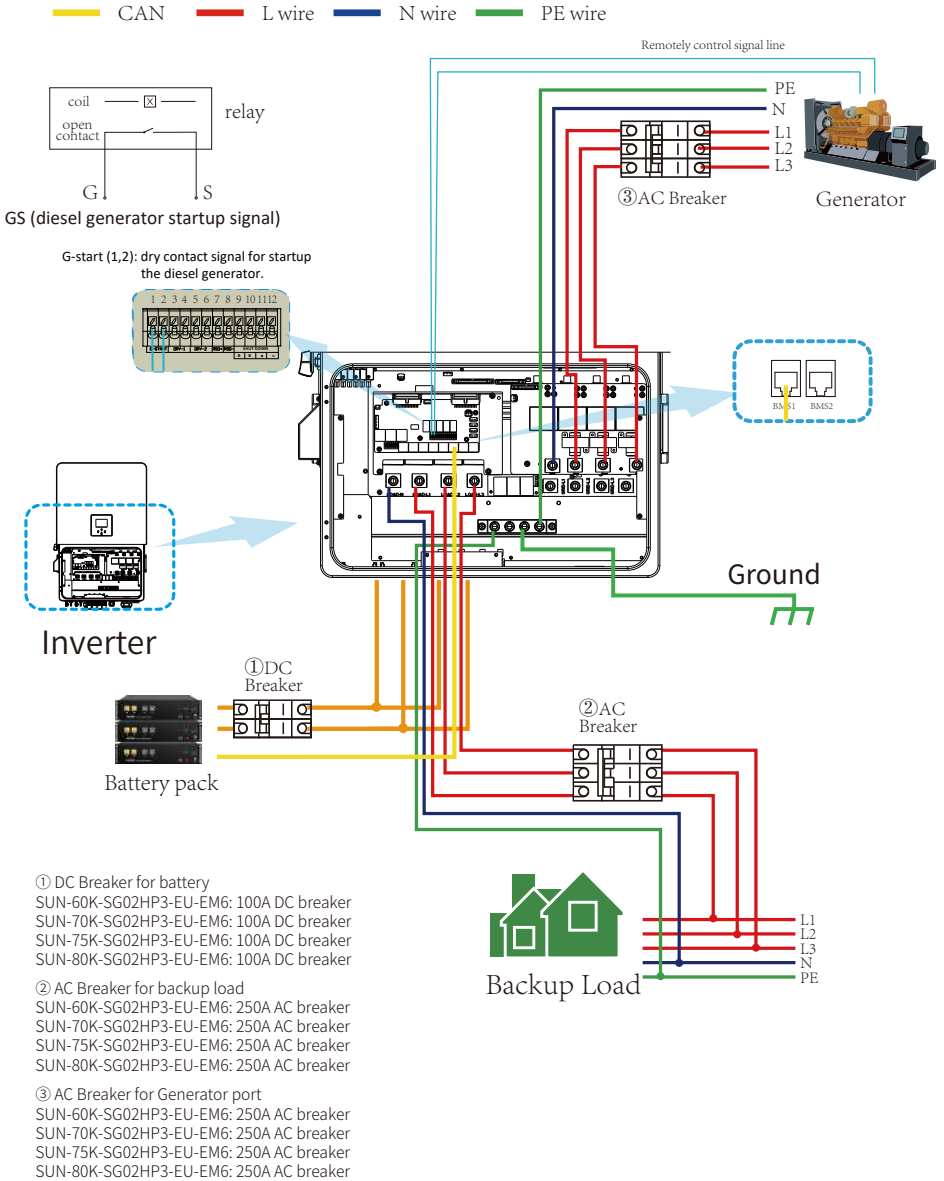 CAN L wire N wire PE wire
Remotely control signal line
coil X
relay
open
contact
G S
GS (diesel generator startup signal)
PE
N
L1
L2
L3
③AC Breaker
Generator
G-start (1,2): dry contact signal for startup
the diesel generator.
1 2 3 4 5 6 7 8 9 10 11 12
BMS1 BMS2
Ground
Inverter
①DC
Breaker
②AC
Breaker
Battery pack
L1
L2
L3
N
PE
Backup Load
① DC Breaker for battery
SUN-60K-SG02HP3-EU-EM6: 100A DC breaker
SUN-70K-SG02HP3-EU-EM6: 100A DC breaker
SUN-75K-SG02HP3-EU-EM6: 100A DC breaker
SUN-80K-SG02HP3-EU-EM6: 100A DC breaker
② AC Breaker for backup load
SUN-60K-SG02HP3-EU-EM6: 250A AC breaker
SUN-70K-SG02HP3-EU-EM6: 250A AC breaker
SUN-75K-SG02HP3-EU-EM6: 250A AC breaker
SUN-80K-SG02HP3-EU-EM6: 250A AC breaker
③ AC Breaker for Generator port
SUN-60K-SG02HP3-EU-EM6: 250A AC breaker
SUN-70K-SG02HP3-EU-EM6: 250A AC breaker
SUN-75K-SG02HP3-EU-EM6: 250A AC breaker
SUN-80K-SG02HP3-EU-EM6: 250A AC breaker